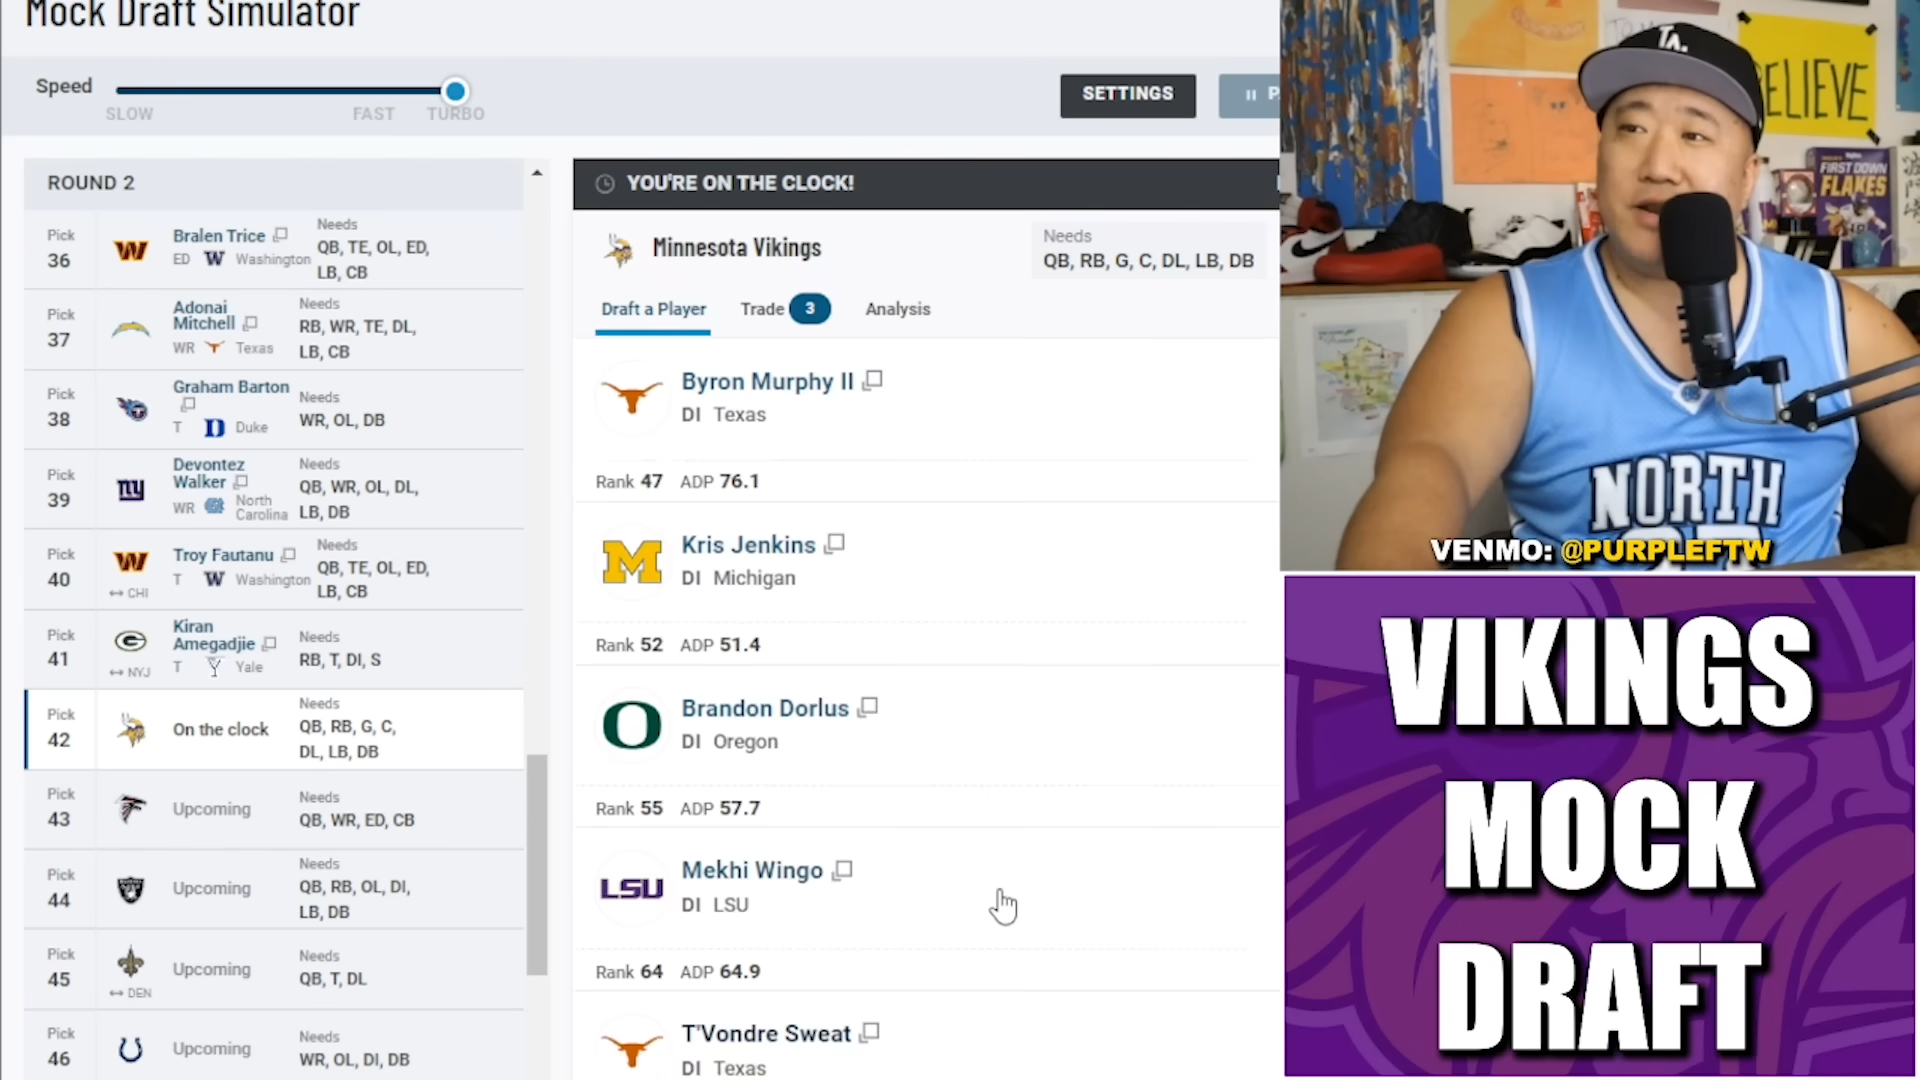 Mock Draft Simulator
Speed
SLOW
FAST
TURBO
SETTINGS
ROUND 2
Pick
36
Bralen Trice
ED W Washington
Needs
QB, TE, OL, ED,
LB, CB
Pick
37
Adonai
Mitchell
WR Texas
Needs
RB, WR, TE, DL,
LB, CB
Pick
38
Graham Barton
T D Duke
Needs
WR, OL, DB
Pick
39
ny
Devontez
Walker
WR North
Carolina
Needs
QB, WR, OL, DL,
LB, DB
Pick
40
W
↔ CHI
Troy Fautanu
T W Washington
Needs
QB, TE, OL, ED,
LB, CB
Pick
41
G
↔ NYJ
Kiran
Amegadjie
T Y Yale
Needs
RB, T, DI, S
Pick
42
On the clock
Needs
QB, RB, G, C,
DL, LB, DB
Pick
43
Upcoming
Needs
QB, WR, ED, CB
Pick
44
Upcoming
Needs
QB, RB, OL, DI,
LB, DB
Pick
45
↔ DEN
Upcoming
Needs
QB, T, DL
Pick
46
Upcoming
Needs
WR, OL, DI, DB
YOU'RE ON THE CLOCK!
Minnesota Vikings
Needs
QB, RB, G, C, DL, LB, DB
Draft a Player
Trade 3
Analysis
Byron Murphy II
DI Texas
Rank 47 ADP 76.1
M
Kris Jenkins
DI Michigan
Rank 52 ADP 51.4
O
Brandon Dorlus
DI Oregon
Rank 55 ADP 57.7
LSU
Mekhi Wingo
DI LSU
Rank 64 ADP 64.9
T'Vondre Sweat
DI Texas
TA.
ELIEVE
FIRST DOWN
FLAKES
NORTH
VENMO: @PURPLEFTW
VIKINGS
MOCK
DRAFT